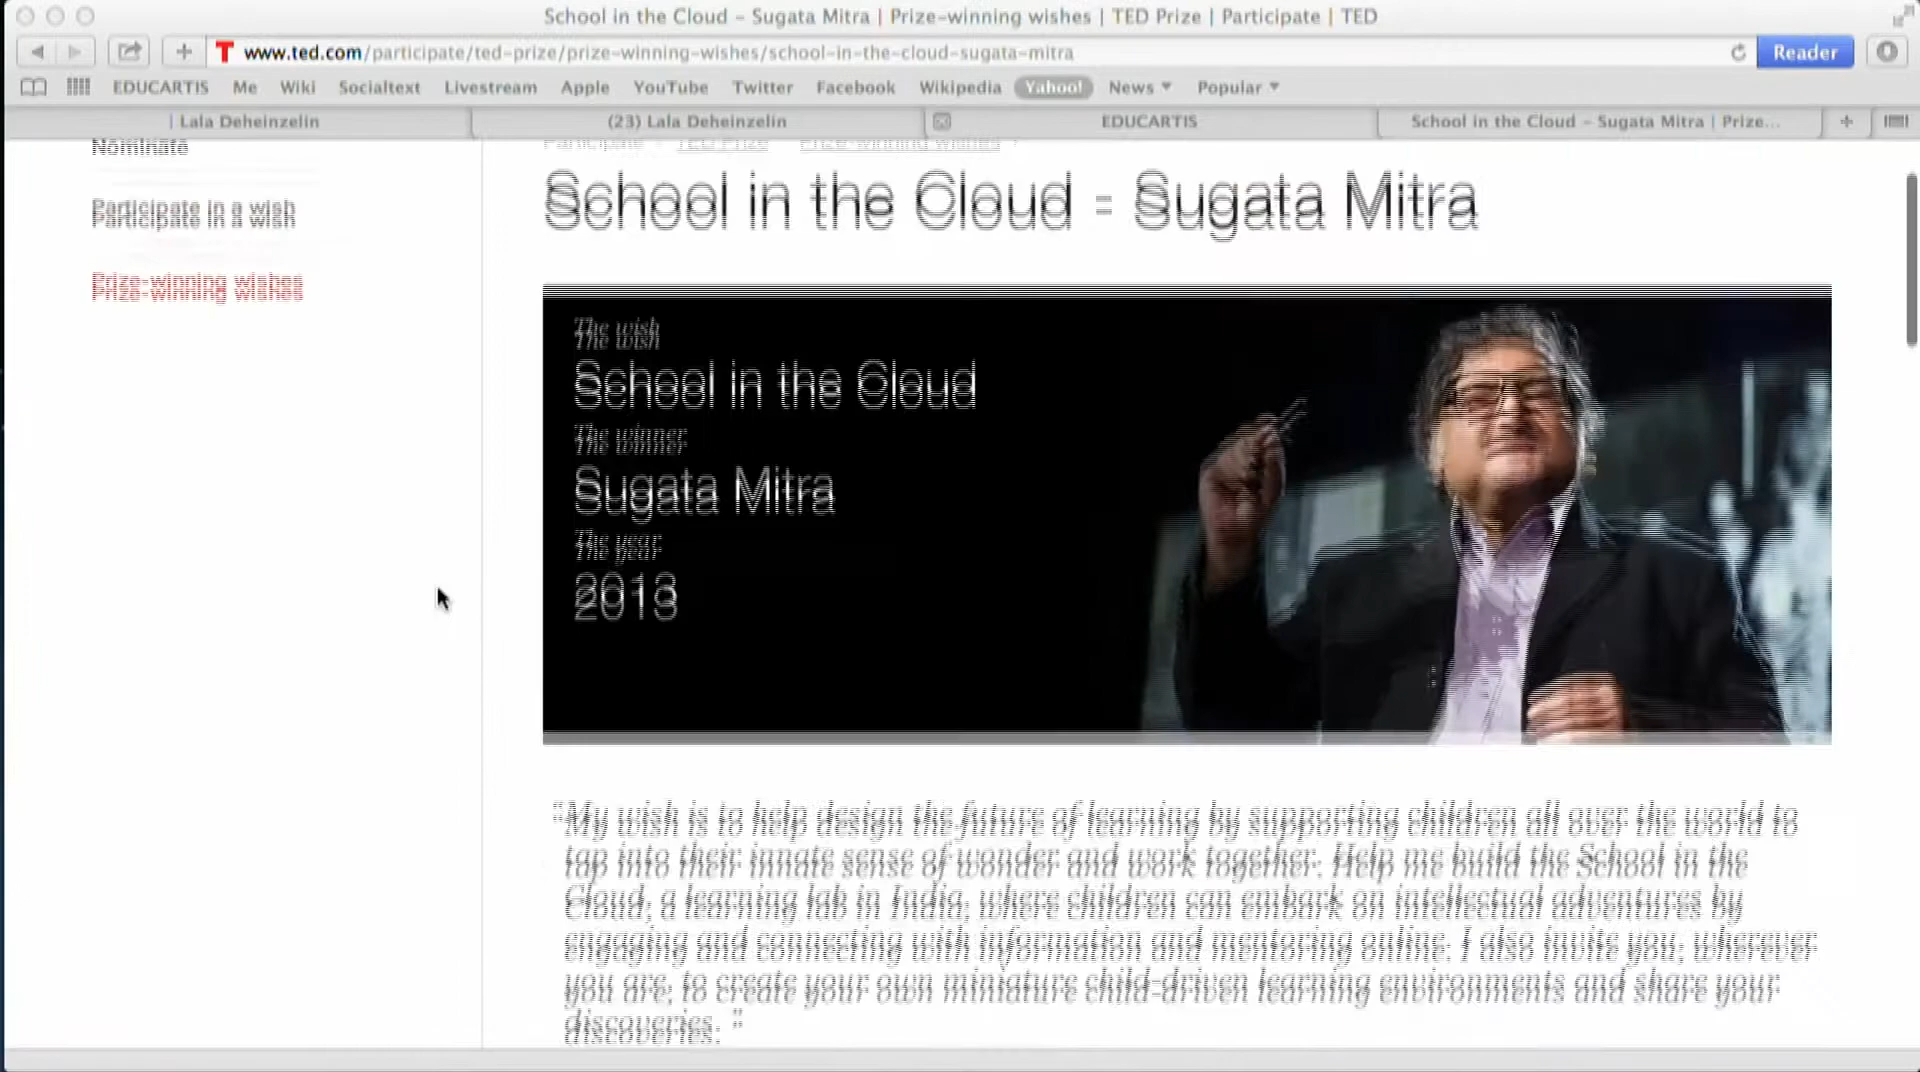 School in the Cloud – Sugata Mitra | Prize-winning wishes | TED Prize | Participate | TED
www.ted.com/participate/ted-prize/prize-winning-wishes/school-in-the-cloud-sugata-mitra
Reader
EDUCARTIS Me Wiki Socialtext Livestream Apple YouTube Twitter Facebook Wikipedia Yahoo! News Popular
| Lala Deheinzelin
(23) Lala Deheinzelin
EDUCARTIS
School in the Cloud – Sugata Mitra | Prize...
Nominate
Participate TED Prize Prize-winning wishes
Participate in a wish
Prize-winning wishes
School in the Cloud - Sugata Mitra
The wish
School in the Cloud
The winner
Sugata Mitra
The year
2013
"My wish is to help design the future of learning by supporting children all over the world to
tap into their innate sense of wonder and work together. Help me build the School in the
Cloud, a learning lab in India, where children can embark on intellectual adventures by
engaging and connecting with information and mentoring online. I also invite you, wherever
you are, to create your own miniature child-driven learning environments and share your
discoveries. "